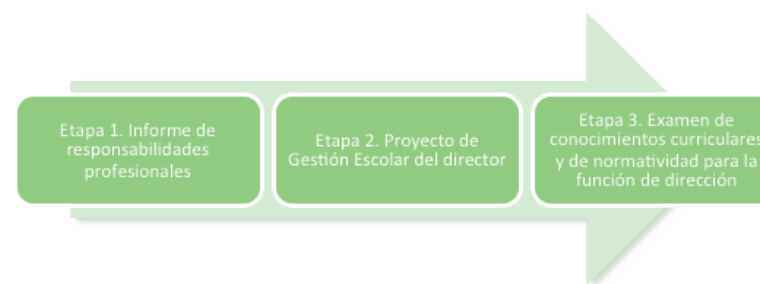 Etapa 1. Informe de
responsabilidades
profesionales
Etapa 2. Proyecto de
Gestión Escolar del director
Etapa 3. Examen de
conocimientos curriculares
y de normatividad para la
función de dirección